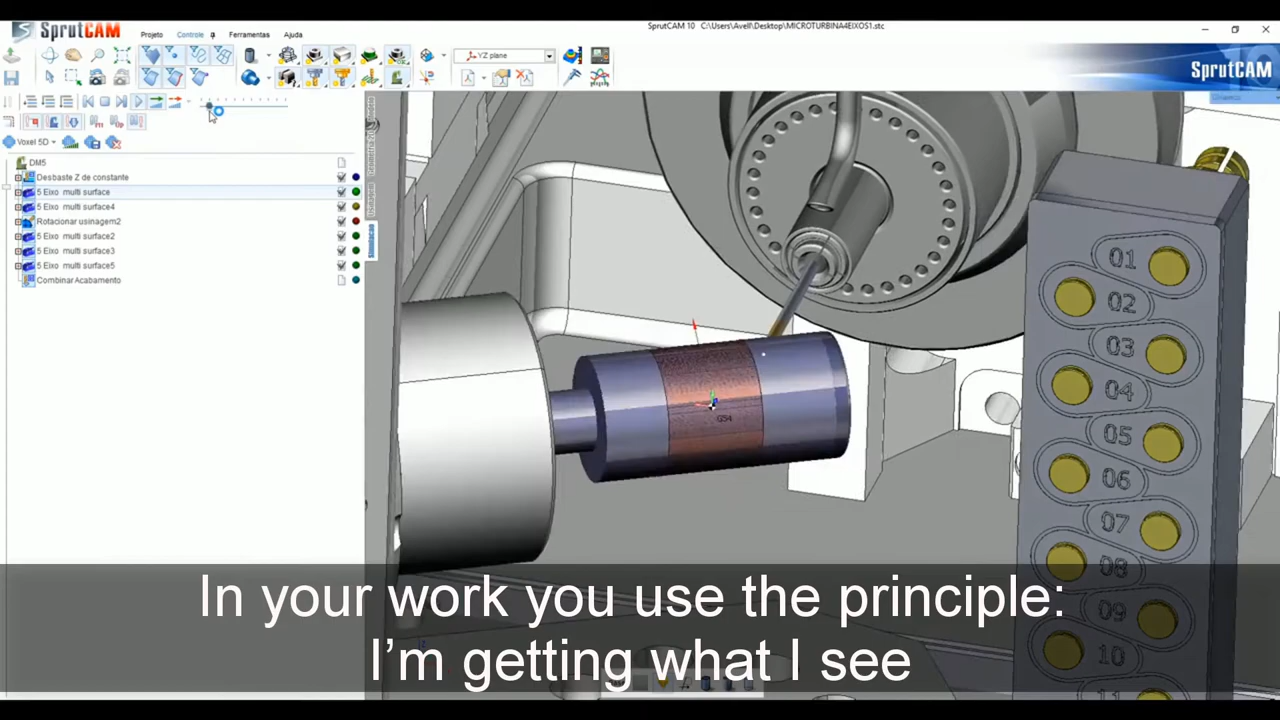 SprutCAM
Projeto Controle Ferramentas Ajuda
SprutCAM 10 C:\Users\Avell\Desktop\MICROTURBINA4EIXOS1.stc
SprutCAM
YZ plane
Voxel 5D
DM5
Desbaste Z de constante
5 Eixo multi surface
5 Eixo multi surface4
Rotacionar usinagem2
5 Eixo multi surface2
5 Eixo multi surface3
5 Eixo multi surface5
Combinar Acabamento
Simulacao
G54
01
02
03
04
05
06
07
08
09
10
11
In your work you use the principle:
I’m getting what I see